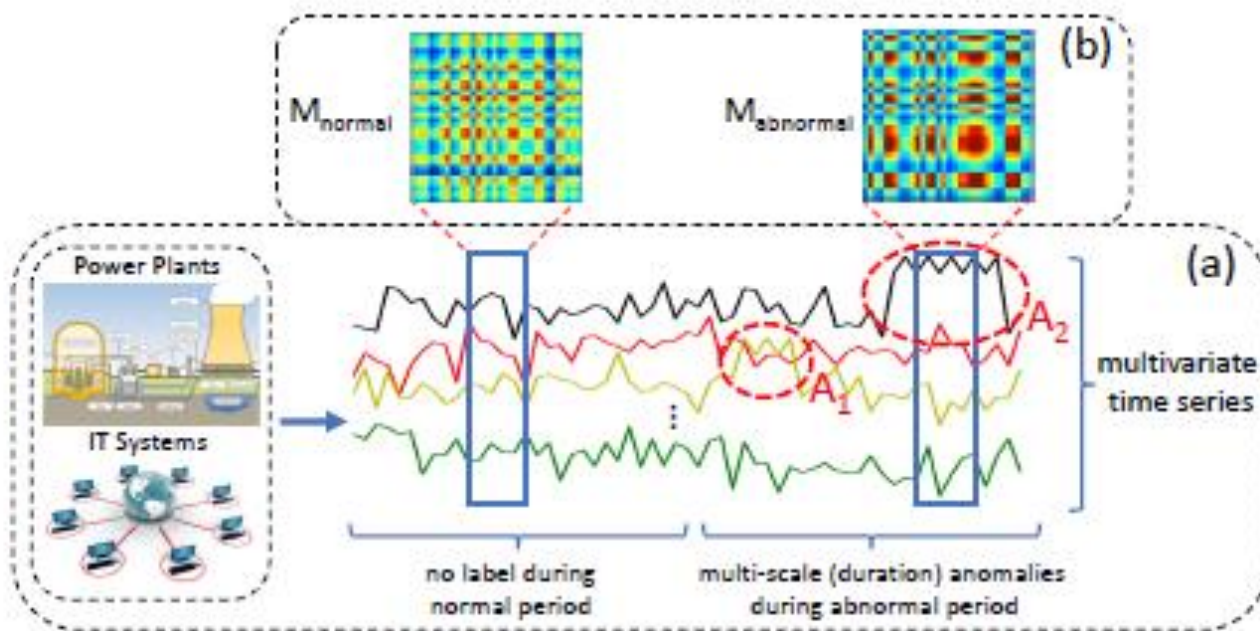 (b)
M_normal
M_abnormal
(a)
Power Plants
IT Systems
A_2
A_1
multivariate
time series
no label during
normal period
multi-scale (duration) anomalies
during abnormal period